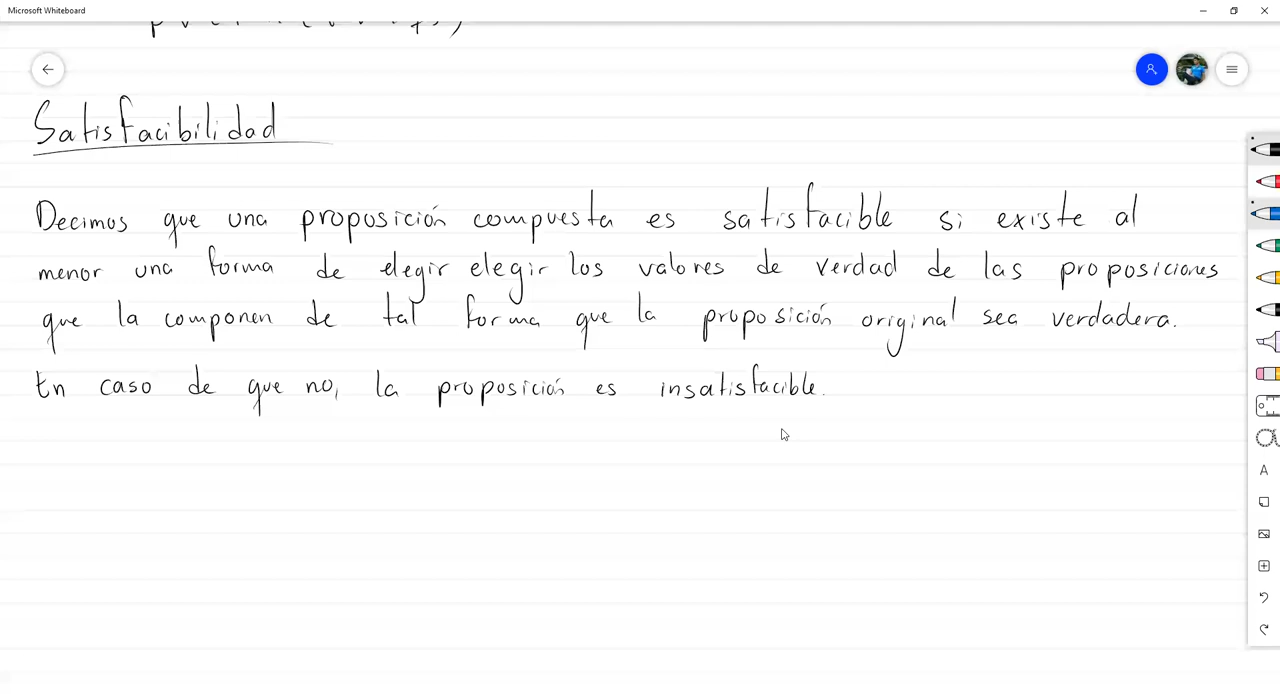 Microsoft Whiteboard
Satisfacibilidad
Decimos que una proposición compuesta es satisfacible si existe al
menor una forma de elegir elegir los valores de verdad de las proposiciones
que la componen de tal forma que la proposición original sea verdadera.
En caso de que no, la proposición es insatisfacible.